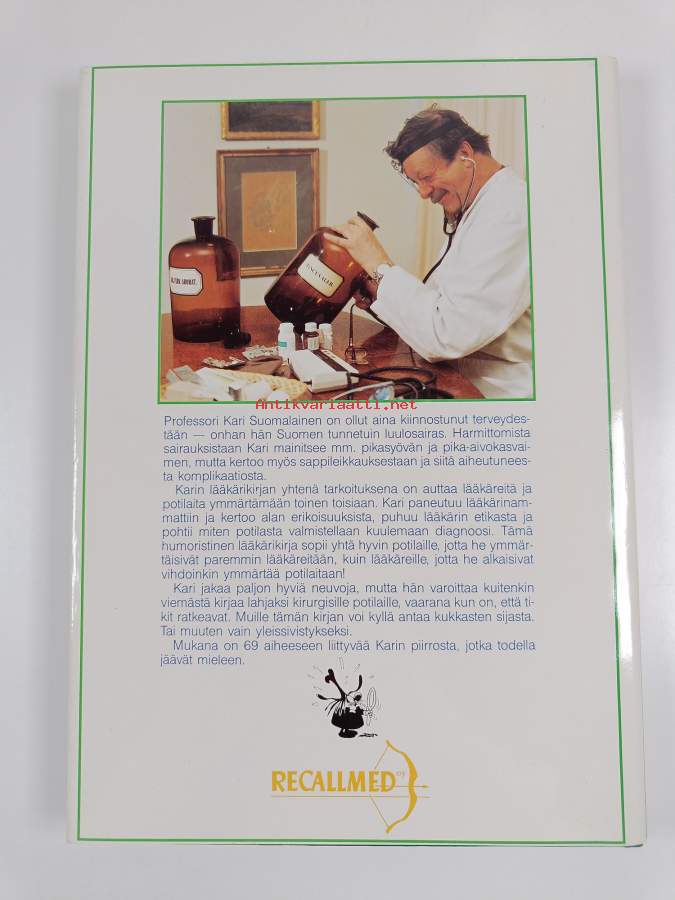 TINCT. VALER.
Antikvariaatti.net
Professori Kari Suomalainen on ollut aina kiinnostunut terveydes-
tään — onhan hän Suomen tunnetuin luulosairas. Harmittomista
sairauksistaan Kari mainitsee mm. pikasyövän ja pika-aivokasvai-
men, mutta kertoo myös sappileikkauksestaan ja siitä aiheutunees-
ta komplikaatiosta.
Karin lääkärikirjan yhtenä tarkoituksena on auttaa lääkäreitä ja
potilaita ymmärtämään toinen toisiaan. Kari paneutuu lääkärinam-
mattiin ja kertoo alan erikoisuuksista, puhuu lääkärin etikasta ja
pohtii miten potilasta valmistellaan kuulemaan diagnoosi. Tämä
humoristinen lääkärikirja sopii yhtä hyvin potilaille, jotta he ymmär-
täisivät paremmin lääkäreitään, kuin lääkäreille, jotta he alkaisivat
vihdoinkin ymmärtää potilaitaan!
Kari jakaa paljon hyviä neuvoja, mutta hän varoittaa kuitenkin
viemästä kirjaa lahjaksi kirurgisille potilaille, vaarana kun on, että ti-
kit ratkeavat. Muille tämän kirjan voi kyllä antaa kukkasten sijasta.
Tai muuten vain yleissivistykseksi.
Mukana on 69 aiheeseen liittyvää Karin piirrosta, jotka todella
jäävät mieleen.
RECALLMED OY